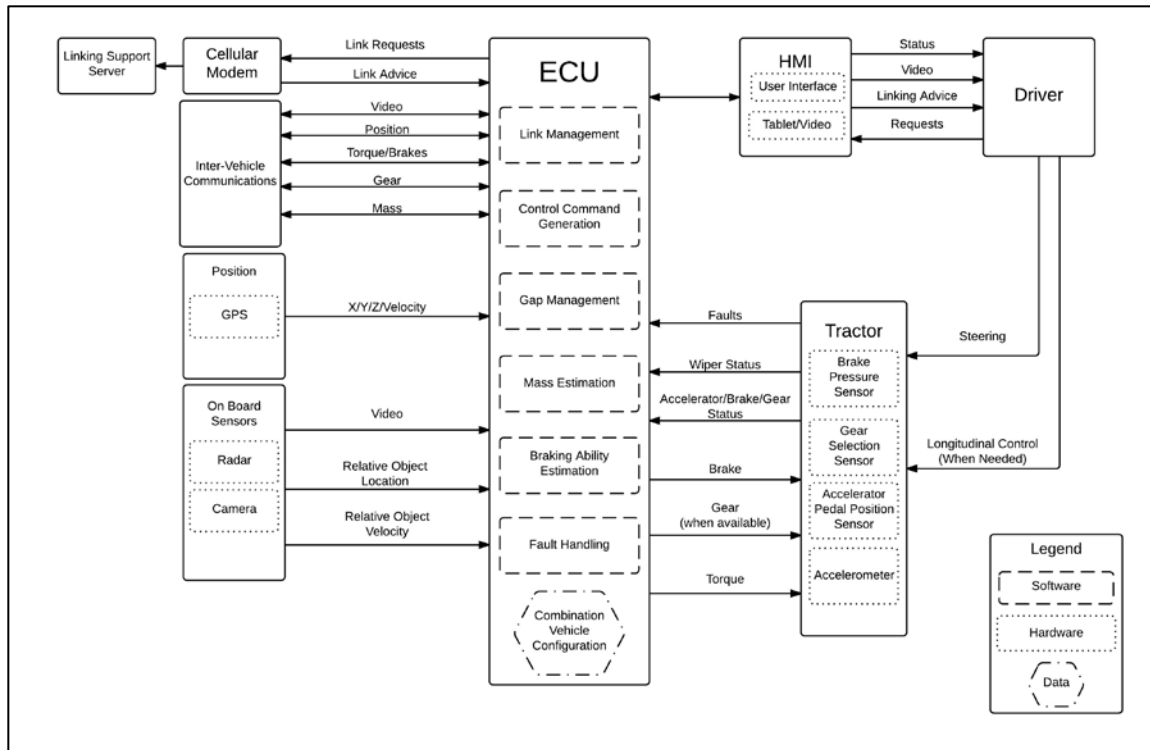 Linking Support
Server
Cellular
Modem
Link Requests
Link Advice
Inter-Vehicle
Communications
Video
Position
Torque/Brakes
Gear
Mass
Position
GPS
X/Y/Z/Velocity
On Board
Sensors
Radar
Camera
Video
Relative Object
Location
Relative Object
Velocity
ECU
Link Management
Control Command
Generation
Gap Management
Mass Estimation
Braking Ability
Estimation
Fault Handling
Combination
Vehicle
Configuration
HMI
User Interface
Tablet/Video
Status
Video
Linking Advice
Requests
Driver
Faults
Wiper Status
Accelerator/Brake/Gear
Status
Brake
Gear
(when available)
Torque
Tractor
Brake
Pressure
Sensor
Gear
Selection
Sensor
Accelerator
Pedal Position
Sensor
Accelerometer
Steering
Longitudinal Control
(When Needed)
Legend
Software
Hardware
Data